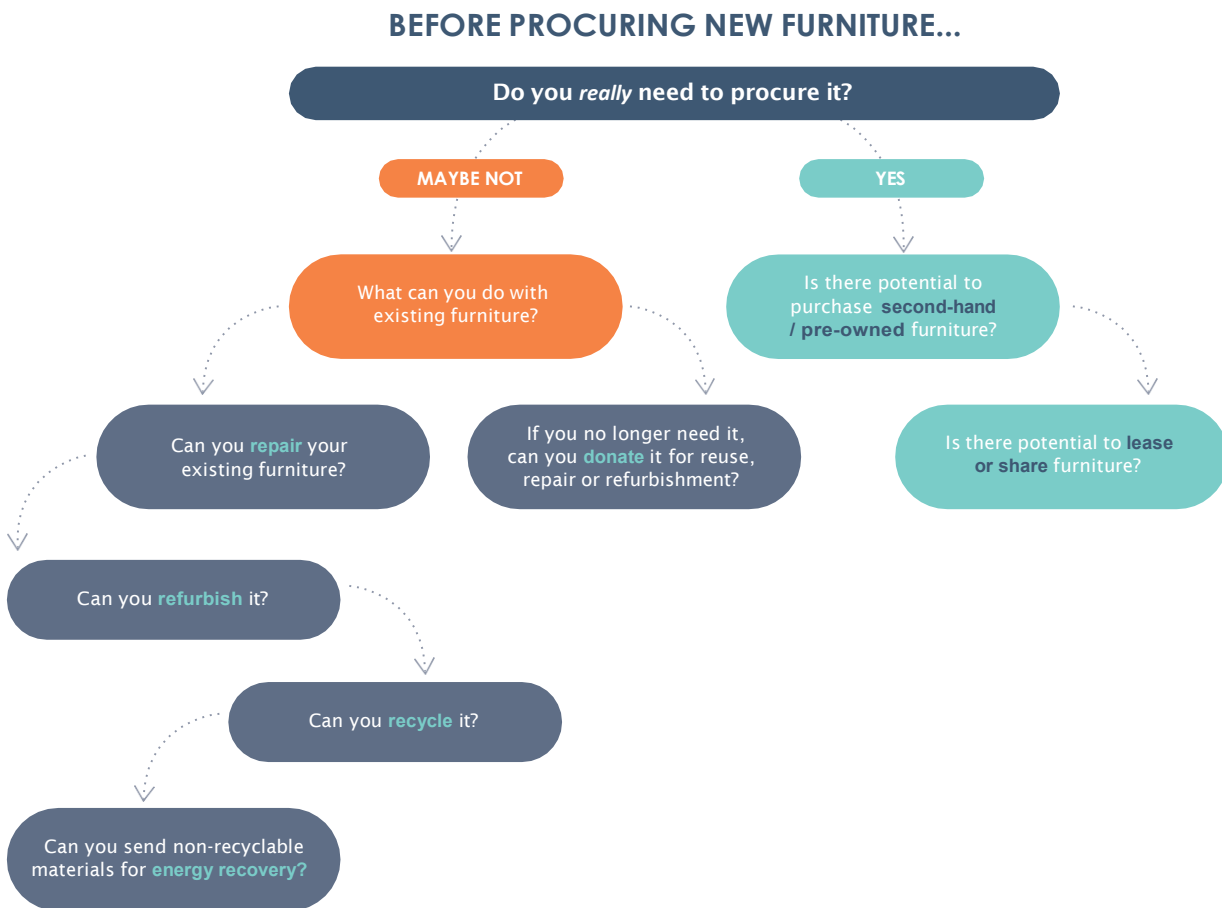 BEFORE PROCURING NEW FURNITURE...
Do you really need to procure it?
MAYBE NOT
YES
What can you do with
existing furniture?
Is there potential to
purchase second-hand
/ pre-owned furniture?
Can you repair your
existing furniture?
If you no longer need it,
can you donate it for reuse,
repair or refurbishment?
Is there potential to lease
or share furniture?
Can you refurbish it?
Can you recycle it?
Can you send non-recyclable
materials for energy recovery?